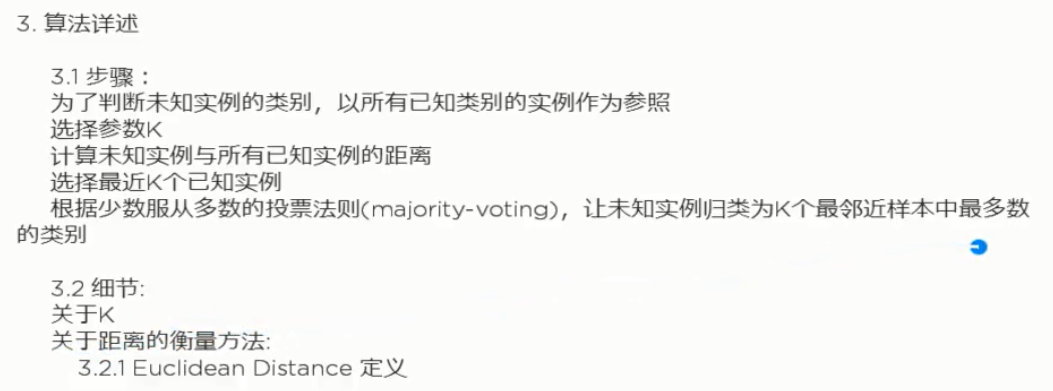 3. 算法详述
3.1 步骤：
为了判断未知实例的类别，以所有已知类别的实例作为参照
选择参数K
计算未知实例与所有已知实例的距离
选择最近K个已知实例
根据少数服从多数的投票法则(majority-voting)，让未知实例归类为K个最邻近样本中最多数
的类别
3.2 细节:
关于K
关于距离的衡量方法:
3.2.1 Euclidean Distance 定义